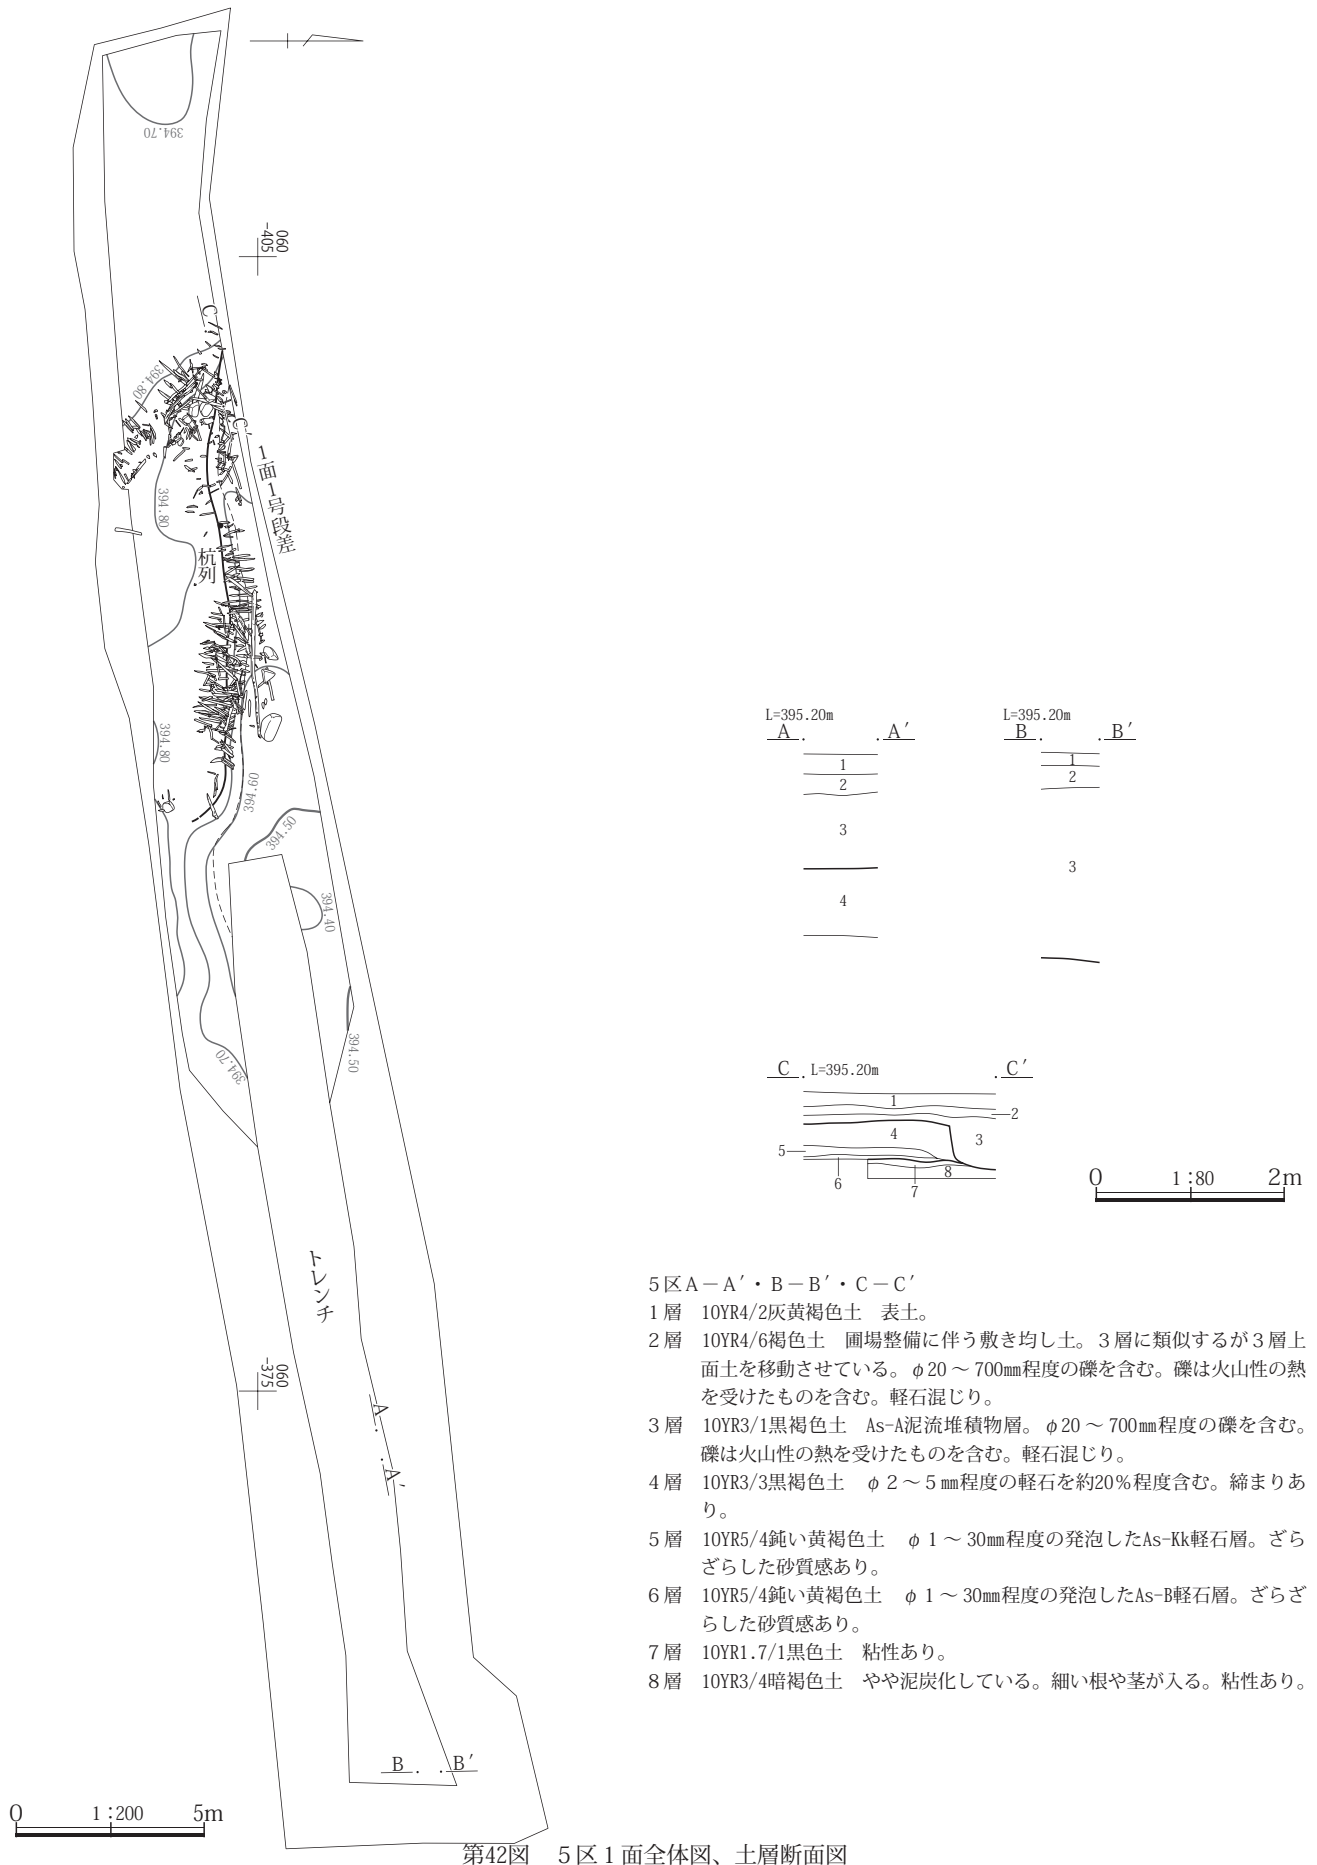 394.70
060
-405
C
394.80
C′
1面1号段差
394.80
杭列
394.80
394.60
394.50
394.40
394.50
394.70
トレンチ
060
-375
A
A′
B
B′
0 1:200 5m
L=395.20m
A A′
1
2
3
4
L=395.20m
B B′
1
2
3
C L=395.20m C′
1
2
3
4
5
6
7
8
0 1:80 2m
5区A-A′・B-B′・C-C′
1層 10YR4/2灰黄褐色土 表土。
2層 10YR4/6褐色土 圃場整備に伴う敷き均し土。3層に類似するが3層上
面土を移動させている。φ20～700㎜程度の礫を含む。礫は火山性の熱
を受けたものを含む。軽石混じり。
3層 10YR3/1黒褐色土 As-A泥流堆積物層。φ20～700㎜程度の礫を含む。
礫は火山性の熱を受けたものを含む。軽石混じり。
4層 10YR3/3黒褐色土 φ2～5㎜程度の軽石を約20％程度含む。締まりあ
り。
5層 10YR5/4鈍い黄褐色土 φ1～30㎜程度の発泡したAs-Kk軽石層。ざら
ざらした砂質感あり。
6層 10YR5/4鈍い黄褐色土 φ1～30㎜程度の発泡したAs-B軽石層。ざらざ
らした砂質感あり。
7層 10YR1.7/1黒色土 粘性あり。
8層 10YR3/4暗褐色土 やや泥炭化している。細い根や茎が入る。粘性あり。
第42図 5区1面全体図、土層断面図